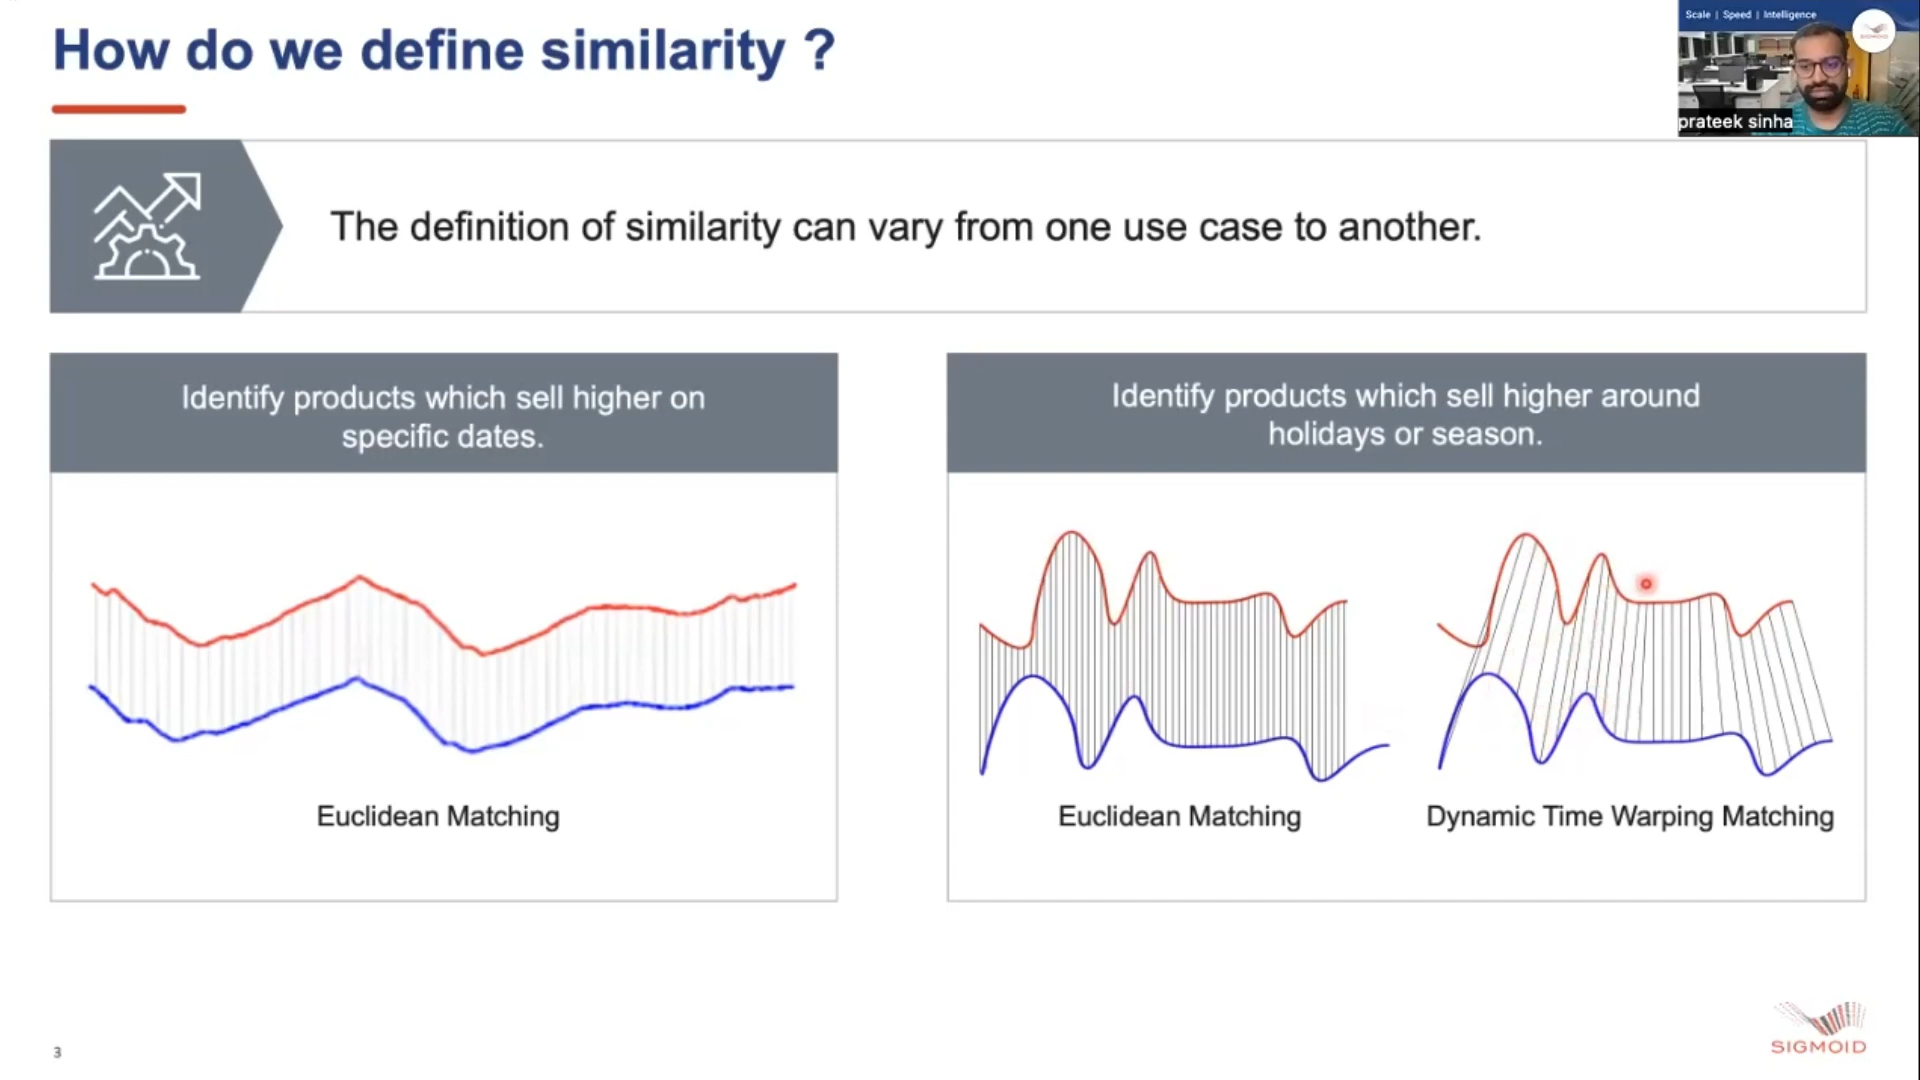 How do we define similarity ?
Scale | Speed | Intelligence
SIGMOID
prateek sinha
The definition of similarity can vary from one use case to another.
Identify products which sell higher on
specific dates.
Identify products which sell higher around
holidays or season.
Euclidean Matching
Euclidean Matching
Dynamic Time Warping Matching
3
SIGMOID